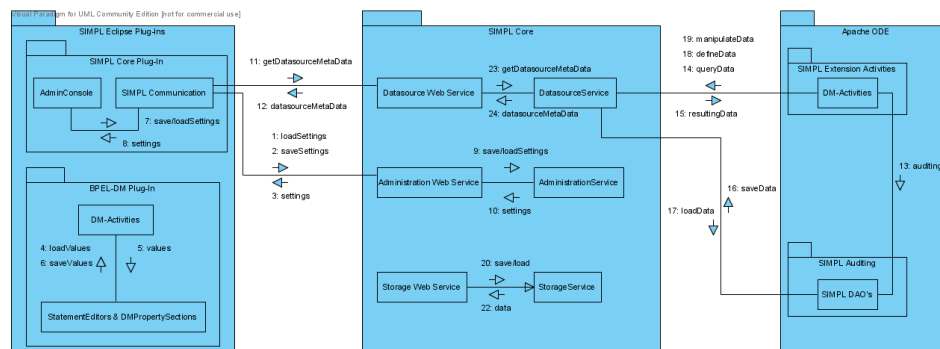 Visual Paradigm for UML Community Edition [not for commercial use]
SIMPL Eclipse Plug-Ins
SIMPL Core Plug-In
AdminConsole
SIMPL Communication
7: save/loadSettings
8: settings
BPEL-DM Plug-In
DM-Activities
4: loadValues
5: values
6: saveValues
StatementEditors & DMPropertySections
11: getDatasourceMetaData
12: datasourceMetaData
1: loadSettings
2: saveSettings
3: settings
SIMPL Core
Datasource Web Service
23: getDatasourceMetaData
24: datasourceMetaData
DatasourceService
9: save/loadSettings
Administration Web Service
AdministrationService
10: settings
20: save/load
Storage Web Service
StorageService
22: data
19: manipulateData
18: defineData
14: queryData
15: resultingData
16: saveData
17: loadData
Apache ODE
SIMPL Extension Activities
DM-Activities
13: auditing
SIMPL Auditing
SIMPL DAO's